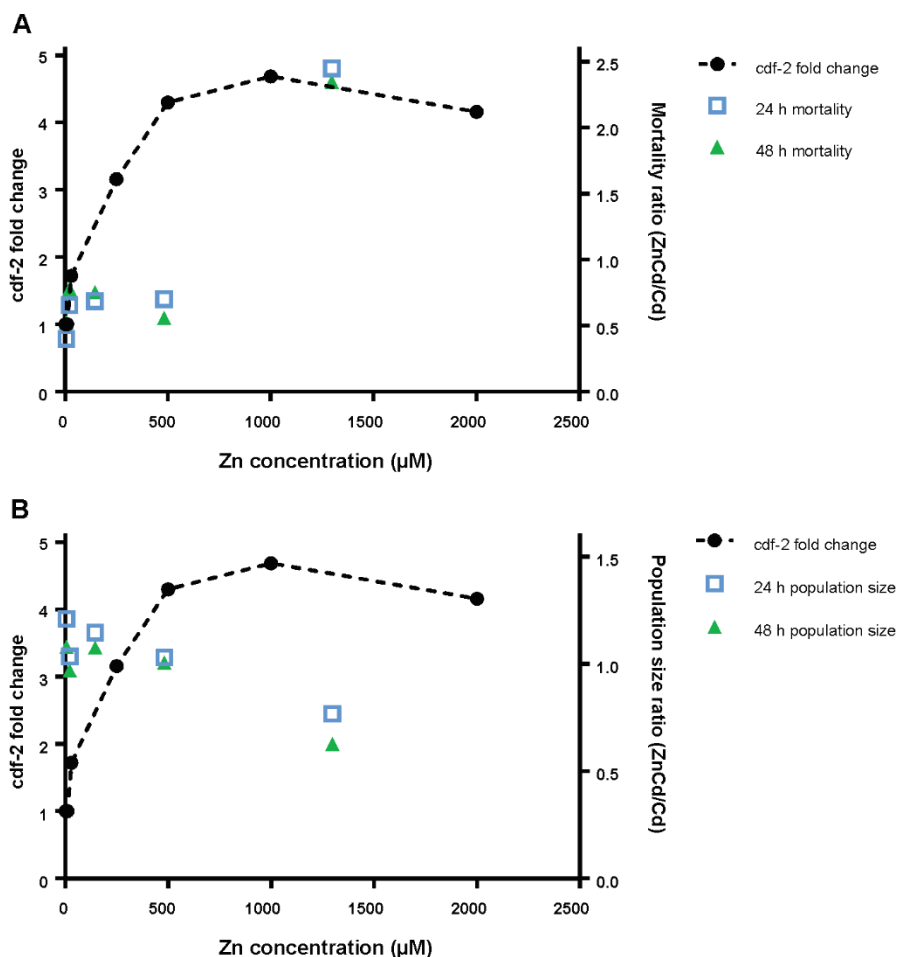 A
5
4
3
2
1
0
cdf-2 fold change
2.5
2.0
1.5
1.0
0.5
0.0
Mortality ratio (ZnCd/Cd)
0
500
1000
1500
2000
2500
Zn concentration (µM)
cdf-2 fold change
24 h mortality
48 h mortality
B
5
4
3
2
1
0
cdf-2 fold change
1.5
1.0
0.5
0.0
Population size ratio (ZnCd/Cd)
0
500
1000
1500
2000
2500
Zn concentration (µM)
cdf-2 fold change
24 h population size
48 h population size